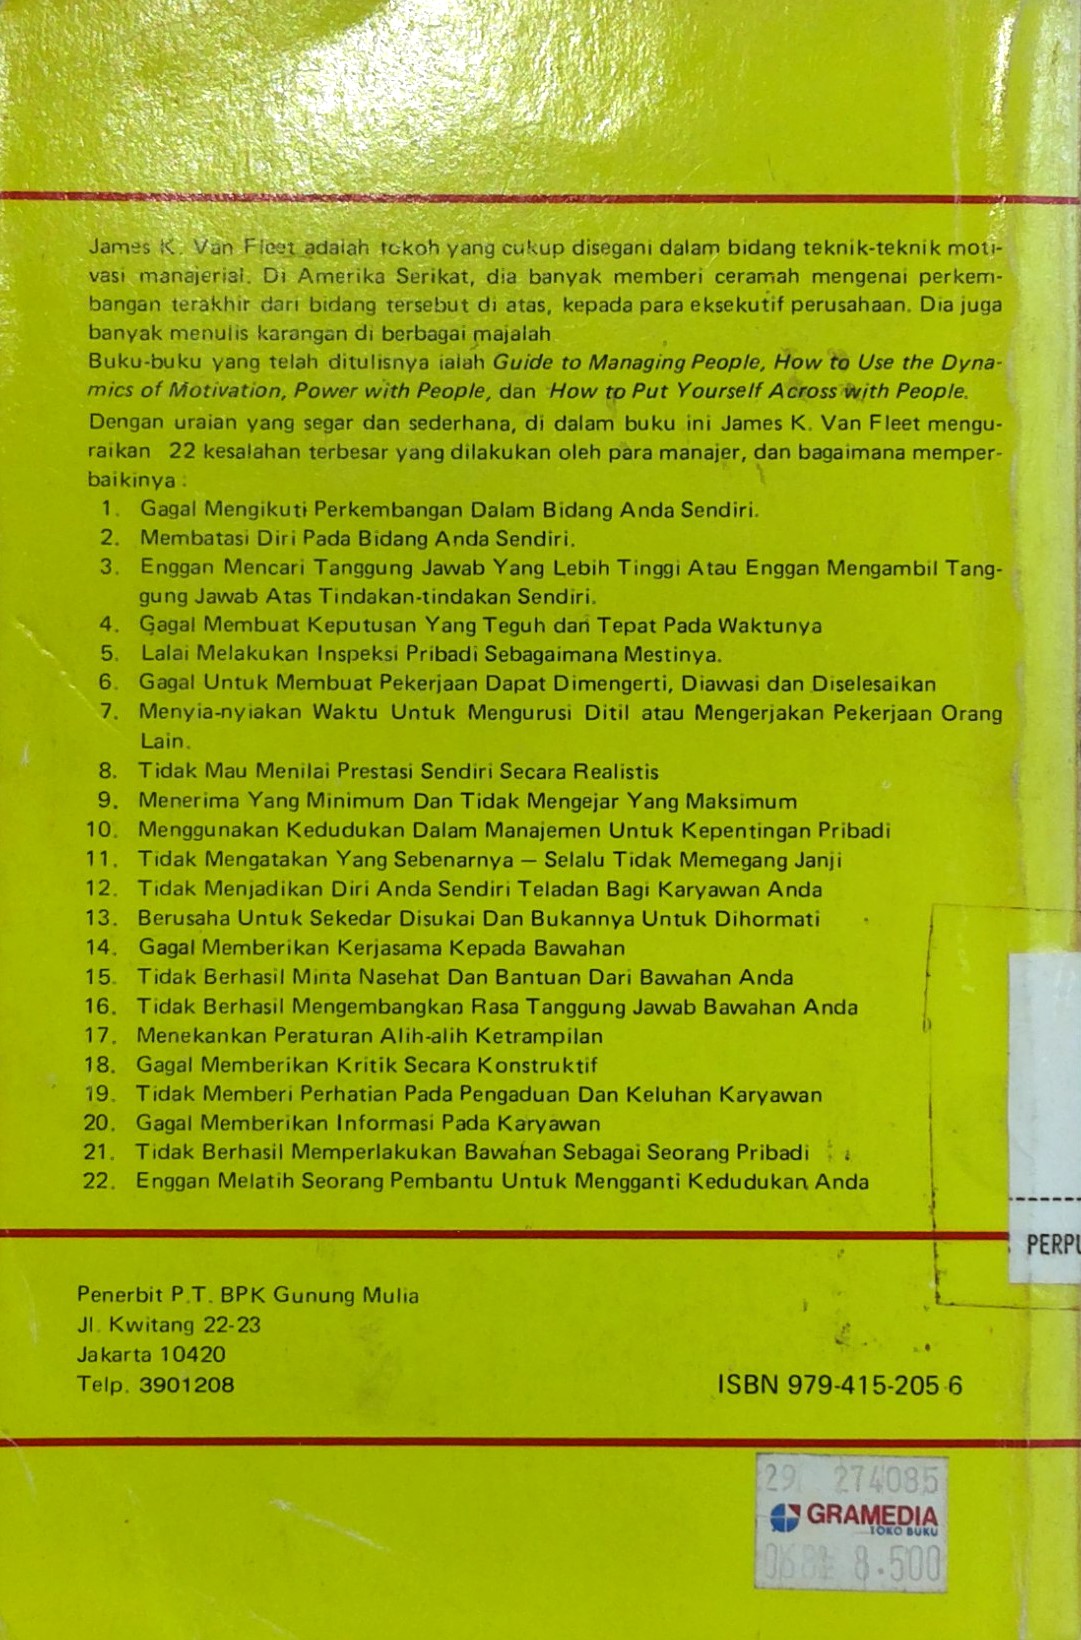 James K. Van Fleet adalah tokoh yang cukup disegani dalam bidang teknik-teknik moti-
vasi manajerial. Di Amerika Serikat, dia banyak memberi ceramah mengenai perkem-
bangan terakhir dari bidang tersebut di atas, kepada para eksekutif perusahaan. Dia juga
banyak menulis karangan di berbagai majalah
Buku-buku yang telah ditulisnya ialah Guide to Managing People, How to Use the Dyna-
mics of Motivation, Power with People, dan How to Put Yourself Across with People.
Dengan uraian yang segar dan sederhana, di dalam buku ini James K. Van Fleet mengu-
raikan 22 kesalahan terbesar yang dilakukan oleh para manajer, dan bagaimana memper-
baikinya :
1. Gagal Mengikuti Perkembangan Dalam Bidang Anda Sendiri.
2. Membatasi Diri Pada Bidang Anda Sendiri.
3. Enggan Mencari Tanggung Jawab Yang Lebih Tinggi Atau Enggan Mengambil Tang-
gung Jawab Atas Tindakan-tindakan Sendiri.
4. Gagal Membuat Keputusan Yang Teguh dan Tepat Pada Waktunya
5. Lalai Melakukan Inspeksi Pribadi Sebagaimana Mestinya.
6. Gagal Untuk Membuat Pekerjaan Dapat Dimengerti, Diawasi dan Diselesaikan
7. Menyia-nyiakan Waktu Untuk Mengurusi Ditil atau Mengerjakan Pekerjaan Orang
Lain.
8. Tidak Mau Menilai Prestasi Sendiri Secara Realistis
9. Menerima Yang Minimum Dan Tidak Mengejar Yang Maksimum
10. Menggunakan Kedudukan Dalam Manajemen Untuk Kepentingan Pribadi
11. Tidak Mengatakan Yang Sebenarnya — Selalu Tidak Memegang Janji
12. Tidak Menjadikan Diri Anda Sendiri Teladan Bagi Karyawan Anda
13. Berusaha Untuk Sekedar Disukai Dan Bukannya Untuk Dihormati
14. Gagal Memberikan Kerjasama Kepada Bawahan
15. Tidak Berhasil Minta Nasehat Dan Bantuan Dari Bawahan Anda
16. Tidak Berhasil Mengembangkan Rasa Tanggung Jawab Bawahan Anda
17. Menekankan Peraturan Alih-alih Ketrampilan
18. Gagal Memberikan Kritik Secara Konstruktif
19. Tidak Memberi Perhatian Pada Pengaduan Dan Keluhan Karyawan
20. Gagal Memberikan Informasi Pada Karyawan
21. Tidak Berhasil Memperlakukan Bawahan Sebagai Seorang Pribadi
22. Enggan Melatih Seorang Pembantu Untuk Mengganti Kedudukan Anda
PERPU
Penerbit P.T. BPK Gunung Mulia
Jl. Kwitang 22-23
Jakarta 10420
Telp. 3901208
ISBN 979-415-205-6
29 274085
GRAMEDIA
TOKO BUKU
8.500